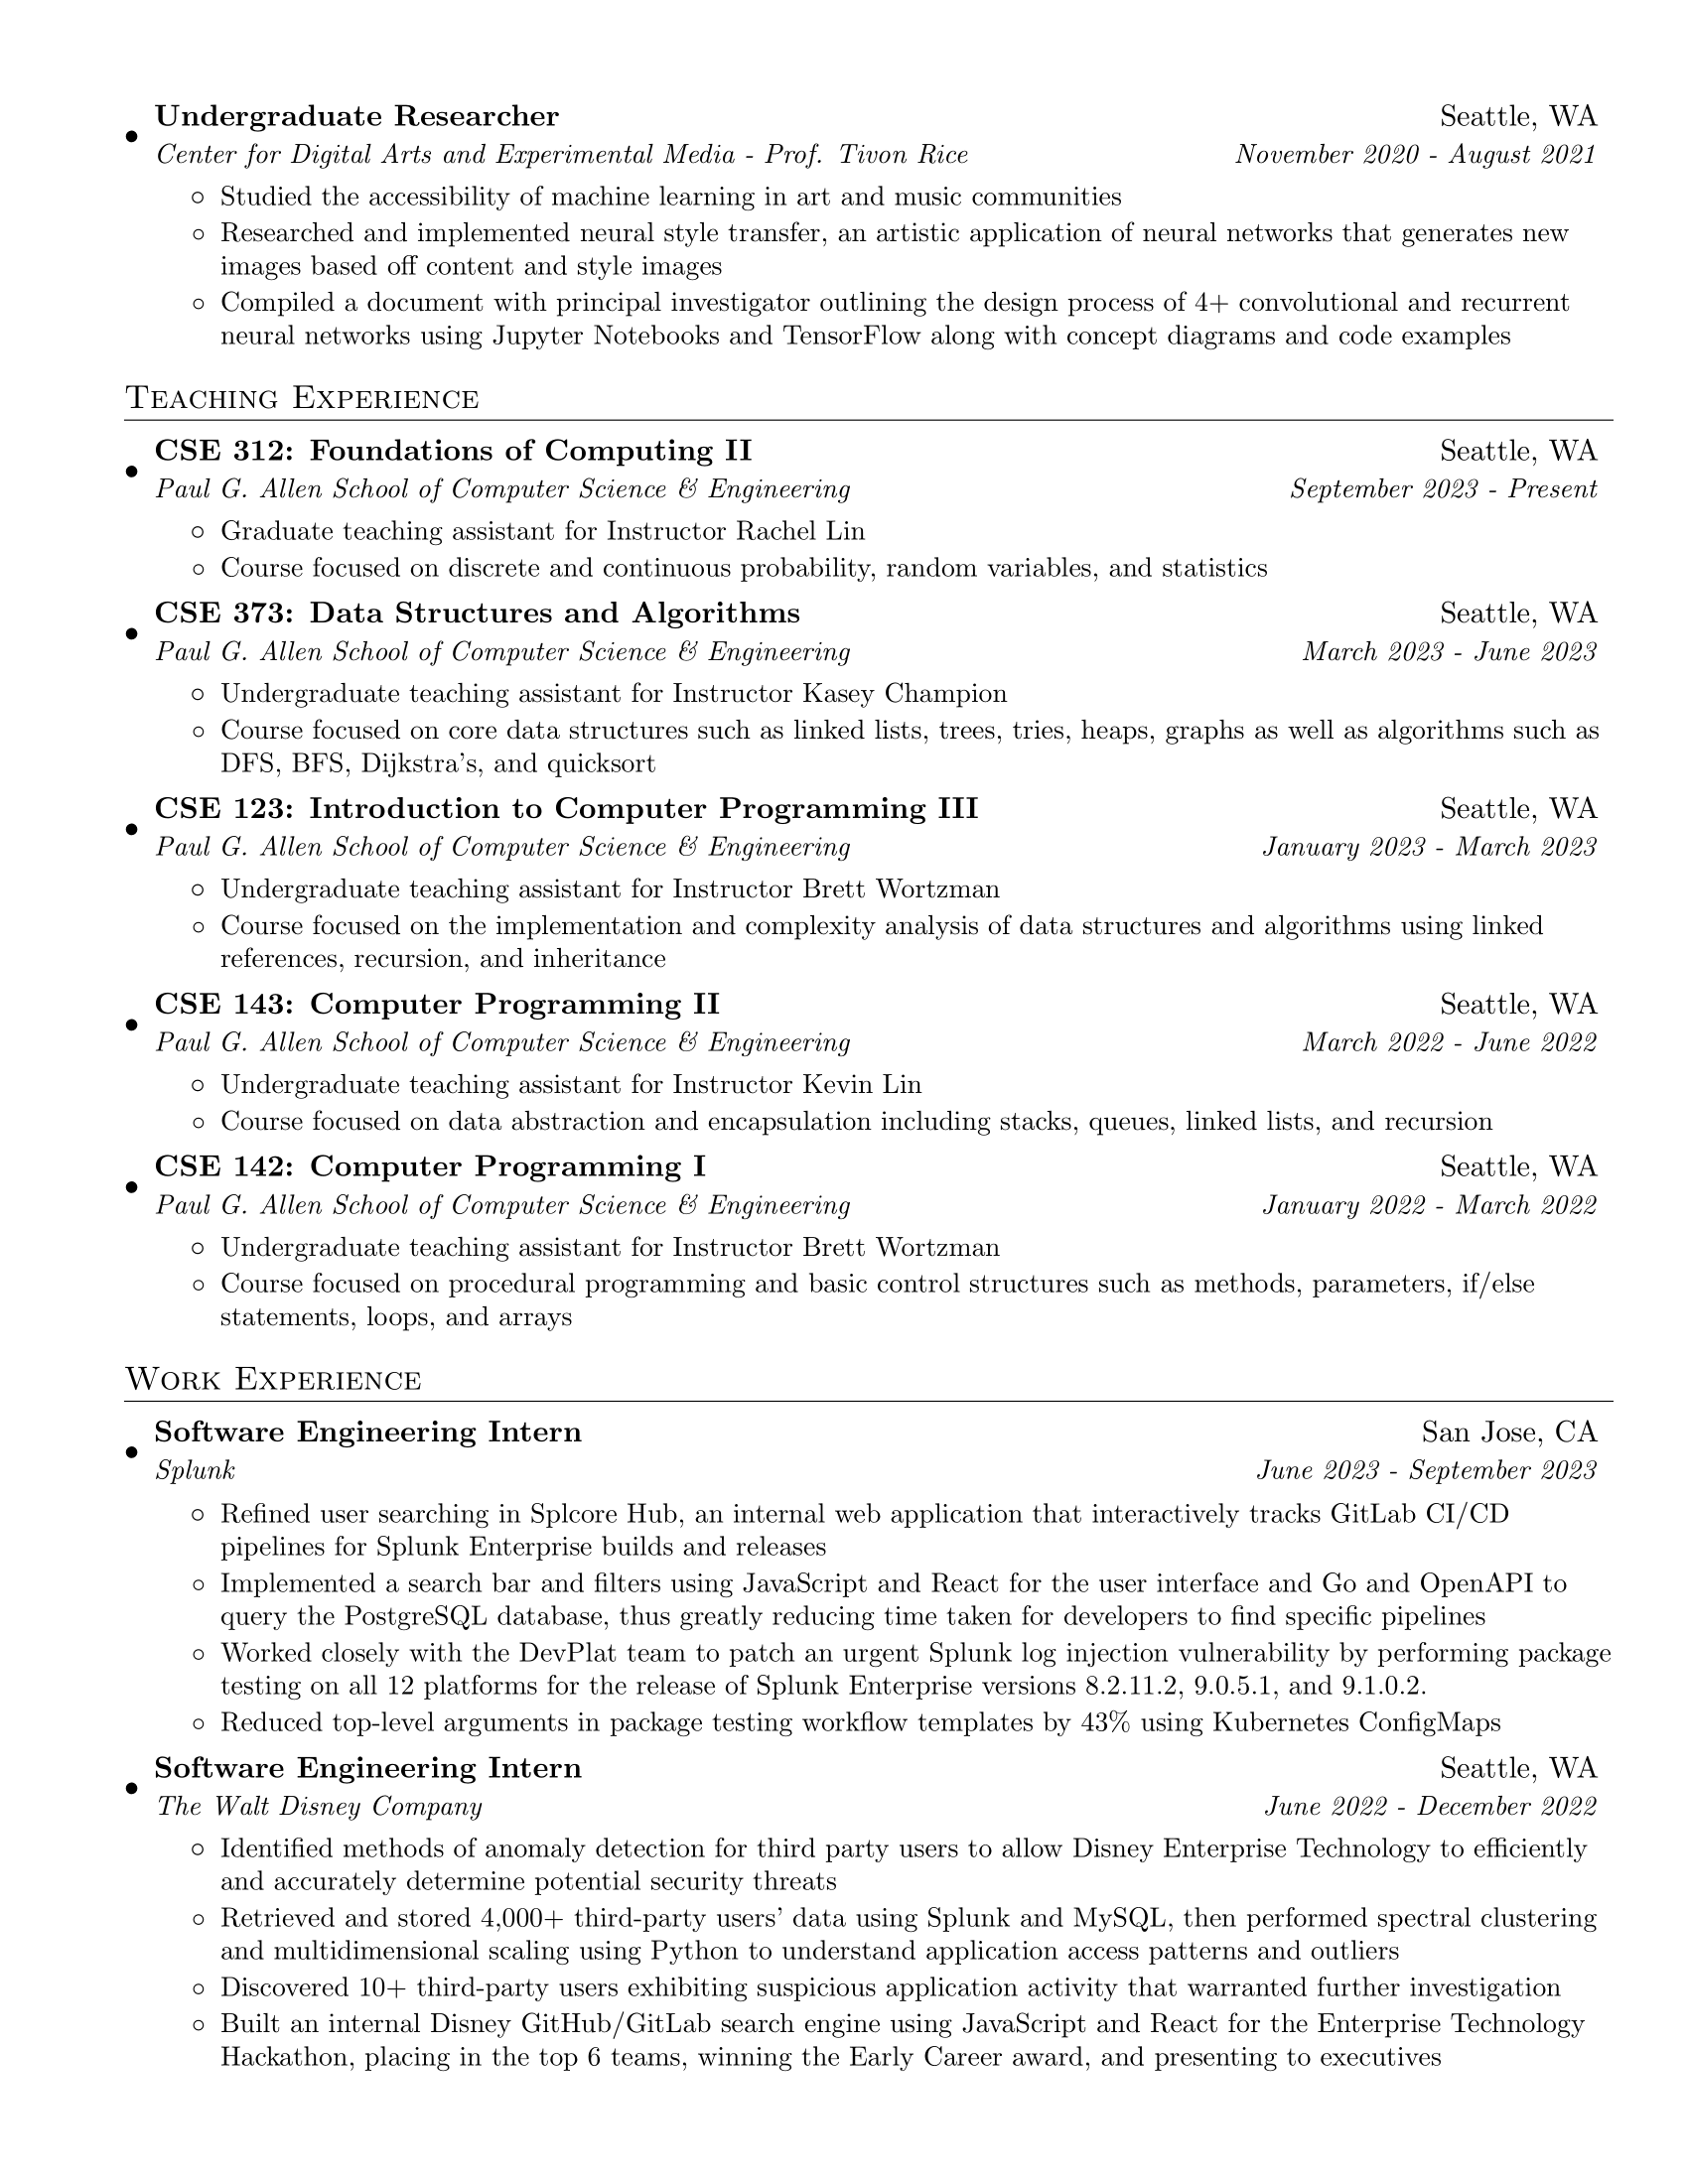 Undergraduate Researcher Seattle, WA
Center for Digital Arts and Experimental Media - Prof. Tivon Rice November 2020 - August 2021
Studied the accessibility of machine learning in art and music communities
Researched and implemented neural style transfer, an artistic application of neural networks that generates new
images based off content and style images
Compiled a document with principal investigator outlining the design process of 4+ convolutional and recurrent
neural networks using Jupyter Notebooks and TensorFlow along with concept diagrams and code examples
Teaching Experience
CSE 312: Foundations of Computing II Seattle, WA
Paul G. Allen School of Computer Science & Engineering September 2023 - Present
Graduate teaching assistant for Instructor Rachel Lin
Course focused on discrete and continuous probability, random variables, and statistics
CSE 373: Data Structures and Algorithms Seattle, WA
Paul G. Allen School of Computer Science & Engineering March 2023 - June 2023
Undergraduate teaching assistant for Instructor Kasey Champion
Course focused on core data structures such as linked lists, trees, tries, heaps, graphs as well as algorithms such as
DFS, BFS, Dijkstra's, and quicksort
CSE 123: Introduction to Computer Programming III Seattle, WA
Paul G. Allen School of Computer Science & Engineering January 2023 - March 2023
Undergraduate teaching assistant for Instructor Brett Wortzman
Course focused on the implementation and complexity analysis of data structures and algorithms using linked
references, recursion, and inheritance
CSE 143: Computer Programming II Seattle, WA
Paul G. Allen School of Computer Science & Engineering March 2022 - June 2022
Undergraduate teaching assistant for Instructor Kevin Lin
Course focused on data abstraction and encapsulation including stacks, queues, linked lists, and recursion
CSE 142: Computer Programming I Seattle, WA
Paul G. Allen School of Computer Science & Engineering January 2022 - March 2022
Undergraduate teaching assistant for Instructor Brett Wortzman
Course focused on procedural programming and basic control structures such as methods, parameters, if/else
statements, loops, and arrays
Work Experience
Software Engineering Intern San Jose, CA
Splunk June 2023 - September 2023
Refined user searching in Splcore Hub, an internal web application that interactively tracks GitLab CI/CD
pipelines for Splunk Enterprise builds and releases
Implemented a search bar and filters using JavaScript and React for the user interface and Go and OpenAPI to
query the PostgreSQL database, thus greatly reducing time taken for developers to find specific pipelines
Worked closely with the DevPlat team to patch an urgent Splunk log injection vulnerability by performing package
testing on all 12 platforms for the release of Splunk Enterprise versions 8.2.11.2, 9.0.5.1, and 9.1.0.2.
Reduced top-level arguments in package testing workflow templates by 43% using Kubernetes ConfigMaps
Software Engineering Intern Seattle, WA
The Walt Disney Company June 2022 - December 2022
Identified methods of anomaly detection for third party users to allow Disney Enterprise Technology to efficiently
and accurately determine potential security threats
Retrieved and stored 4,000+ third-party users' data using Splunk and MySQL, then performed spectral clustering
and multidimensional scaling using Python to understand application access patterns and outliers
Discovered 10+ third-party users exhibiting suspicious application activity that warranted further investigation
Built an internal Disney GitHub/GitLab search engine using JavaScript and React for the Enterprise Technology
Hackathon, placing in the top 6 teams, winning the Early Career award, and presenting to executives